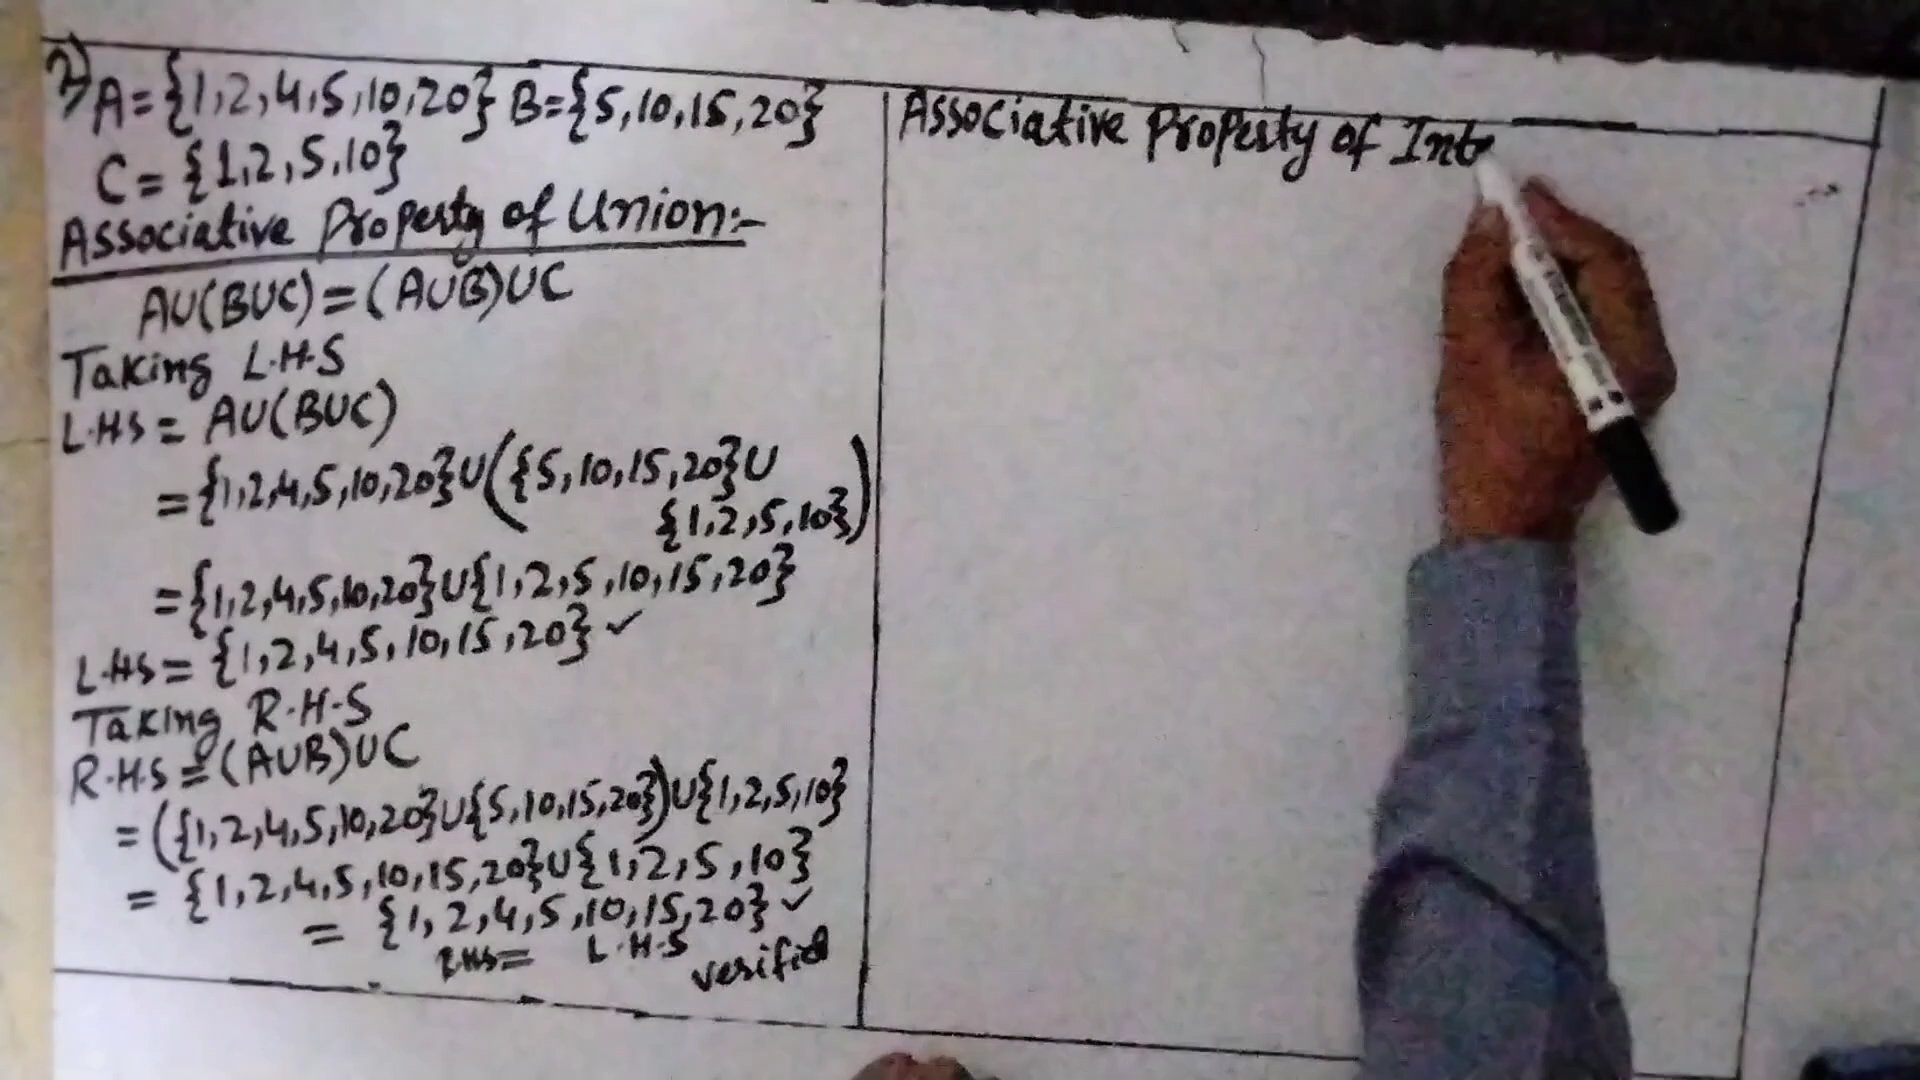 2) A={1,2,4,5,10,20} B={5,10,15,20}
C={1,2,5,10}
Associative Property of Union:-
AU(BUC)=(AUB)UC
Taking L.H.S
L.H.S = AU(BUC)
={1,2,4,5,10,20}U({5,10,15,20}U
{1,2,5,10})
={1,2,4,5,10,20}U{1,2,5,10,15,20}
L.H.S= {1,2,4,5,10,15,20} ✓
Taking R.H.S
R.H.S =(AUB)UC
=({1,2,4,5,10,20}U{5,10,15,20})U{1,2,5,10}
= {1,2,4,5,10,15,20}U{1,2,5,10}
= {1,2,4,5,10,15,20} ✓
= L.H.S
verified
Associative Property of Inte